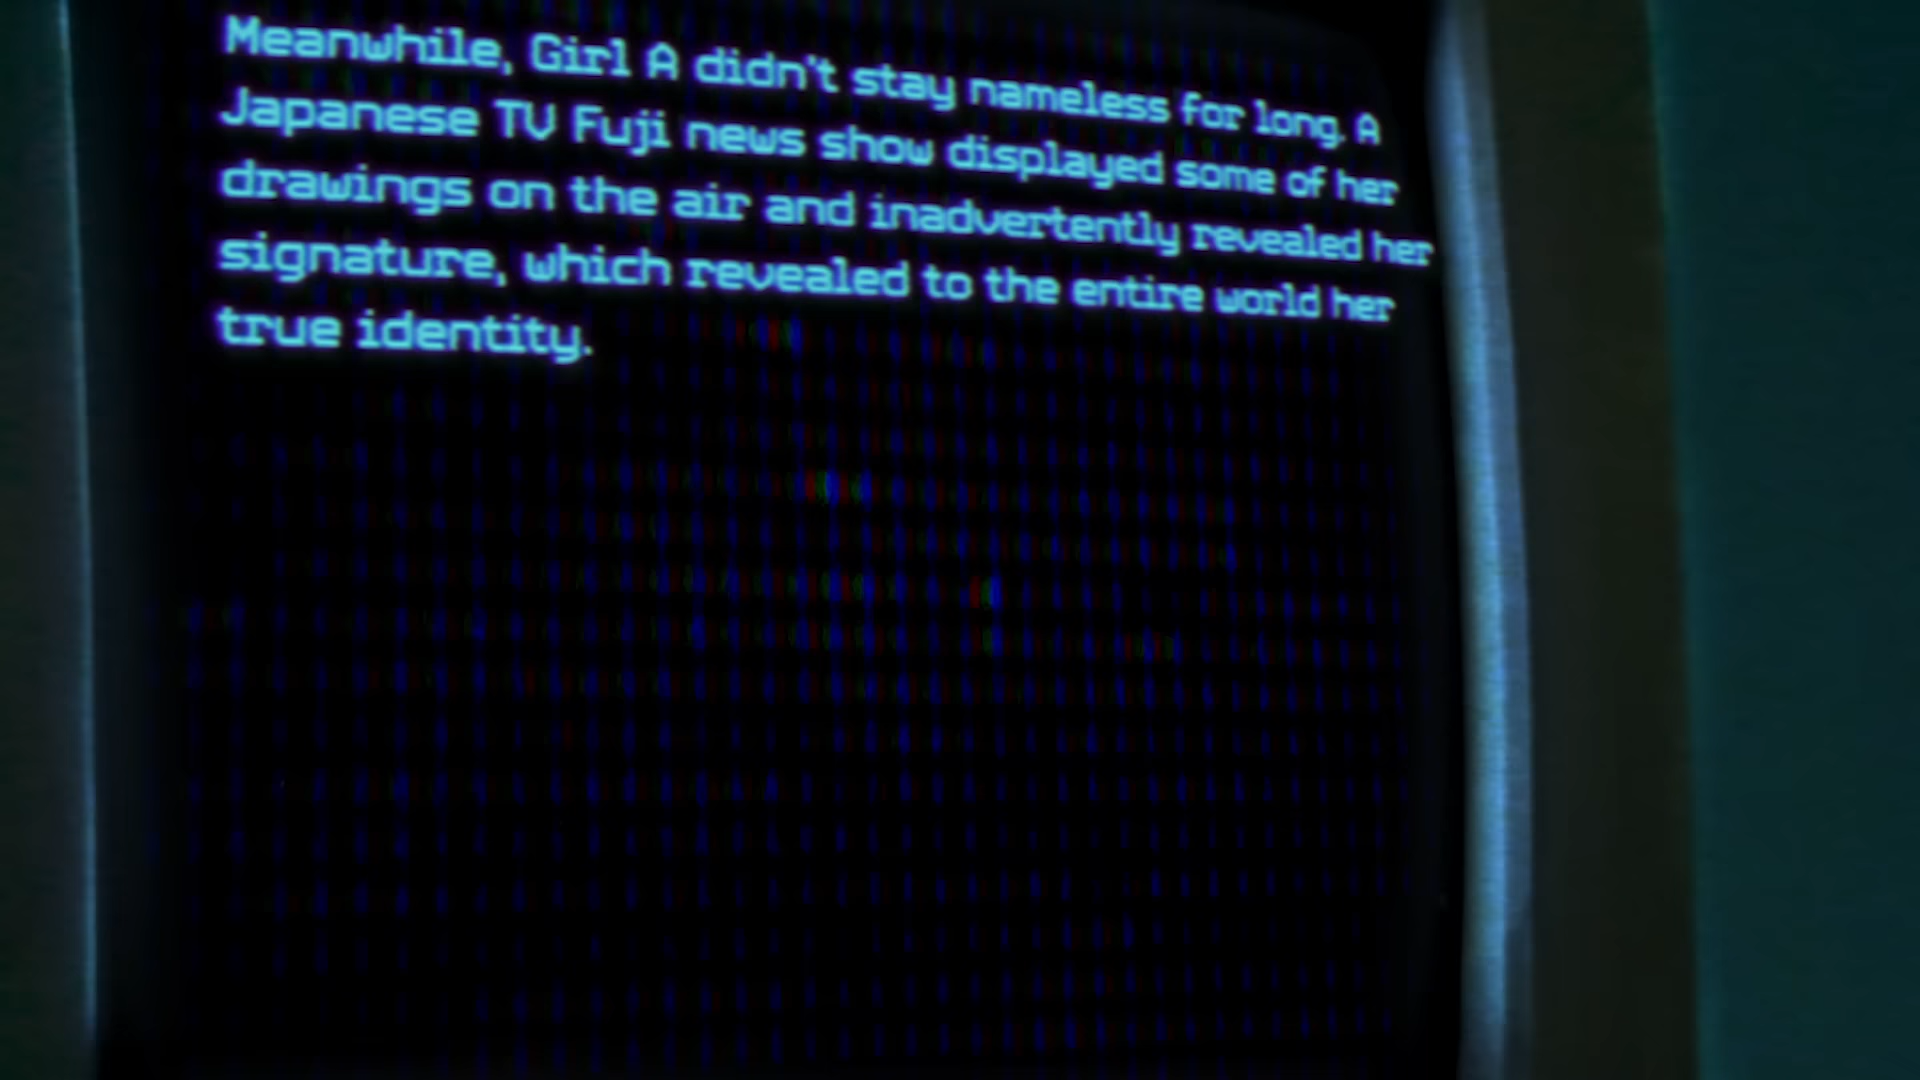 Meanwhile, Girl A didn't stay nameless for long. A
Japanese TV Fuji news show displayed some of her
drawings on the air and inadvertently revealed her
signature, which revealed to the entire world her
true identity.